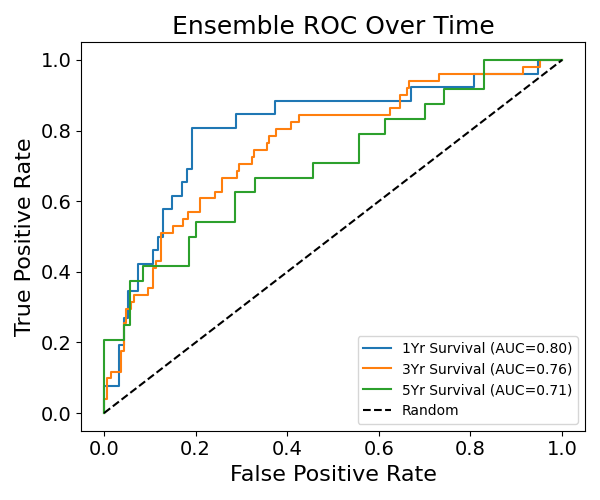 Ensemble ROC Over Time
True Positive Rate
1.0
0.8
0.6
0.4
0.2
0.0
1Yr Survival (AUC=0.80)
3Yr Survival (AUC=0.76)
5Yr Survival (AUC=0.71)
Random
0.0 0.2 0.4 0.6 0.8 1.0
False Positive Rate